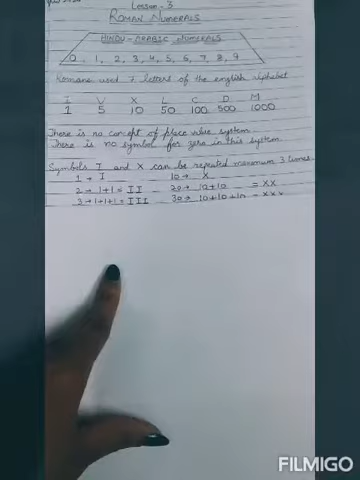 Lesson - 3
ROMAN NUMERALS
HINDU - ARABIC NUMERALS
0, 1, 2, 3, 4, 5, 6, 7, 8, 9
Romans used 7 letters of the english alphabet
I V X L C D M
1 5 10 50 100 500 1000
There is no concept of place value system
There is no symbol for zero in this system
Symbols I and X can be repeated maximum 3 times
1 → I 10 → X
2 → 1+1 = II 20 → 10+10 = XX
3 → 1+1+1 = III 30 → 10+10+10 = XXX
FILMIGO